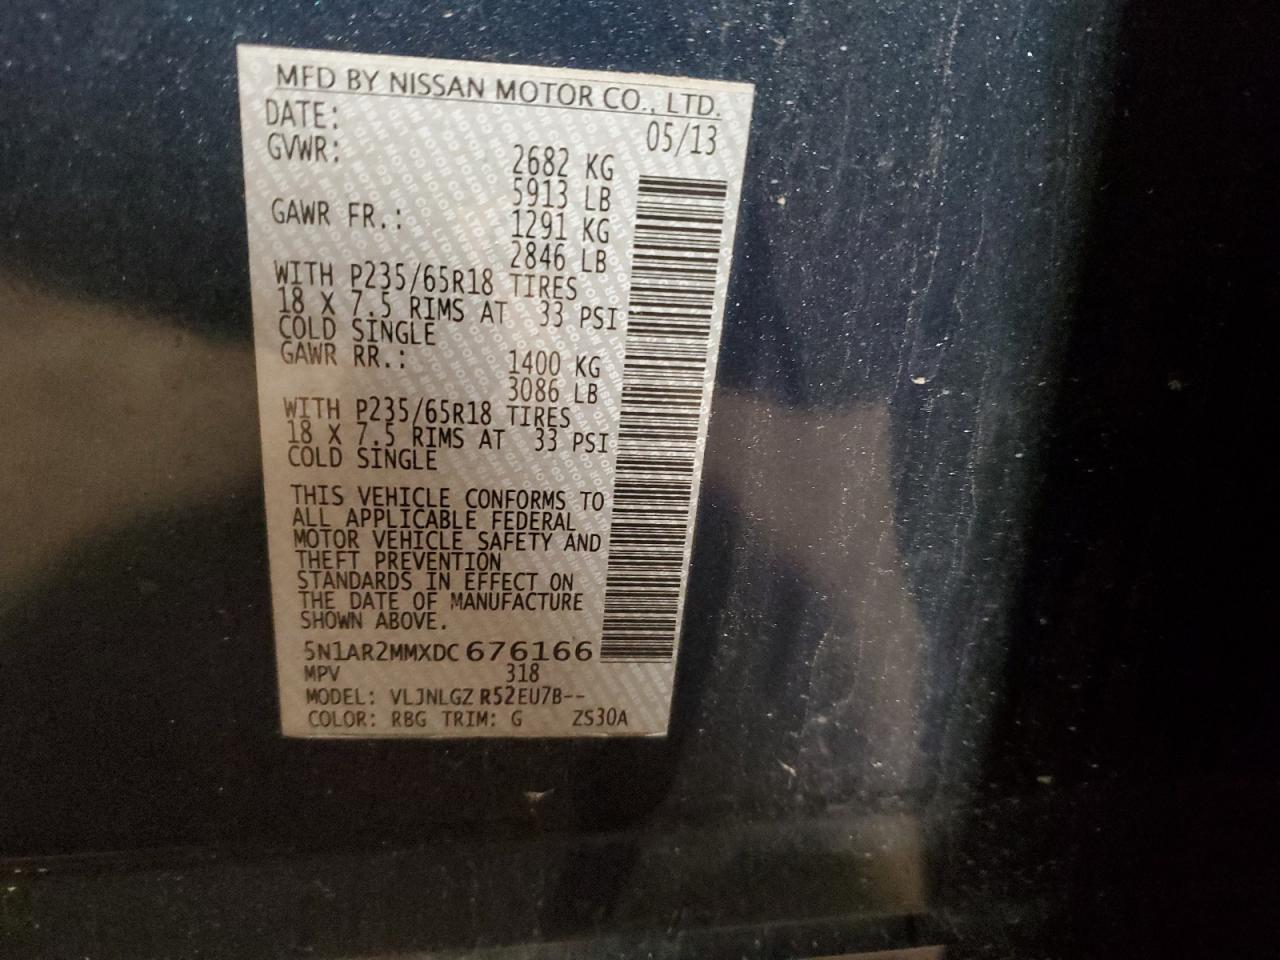 MFD BY NISSAN MOTOR CO., LTD.
DATE: 05/13
GVWR: 2682 KG
5913 LB
GAWR FR.: 1291 KG
2846 LB
WITH P235/65R18 TIRES
18 X 7.5 RIMS AT 33 PSI
COLD SINGLE
GAWR RR.: 1400 KG
3086 LB
WITH P235/65R18 TIRES
18 X 7.5 RIMS AT 33 PSI
COLD SINGLE
THIS VEHICLE CONFORMS TO
ALL APPLICABLE FEDERAL
MOTOR VEHICLE SAFETY AND
THEFT PREVENTION
STANDARDS IN EFFECT ON
THE DATE OF MANUFACTURE
SHOWN ABOVE.
5N1AR2MMXDC 676166
MPV 318
MODEL: VLJNLGZ R52EU7B--
COLOR: RBG TRIM: G ZS30A